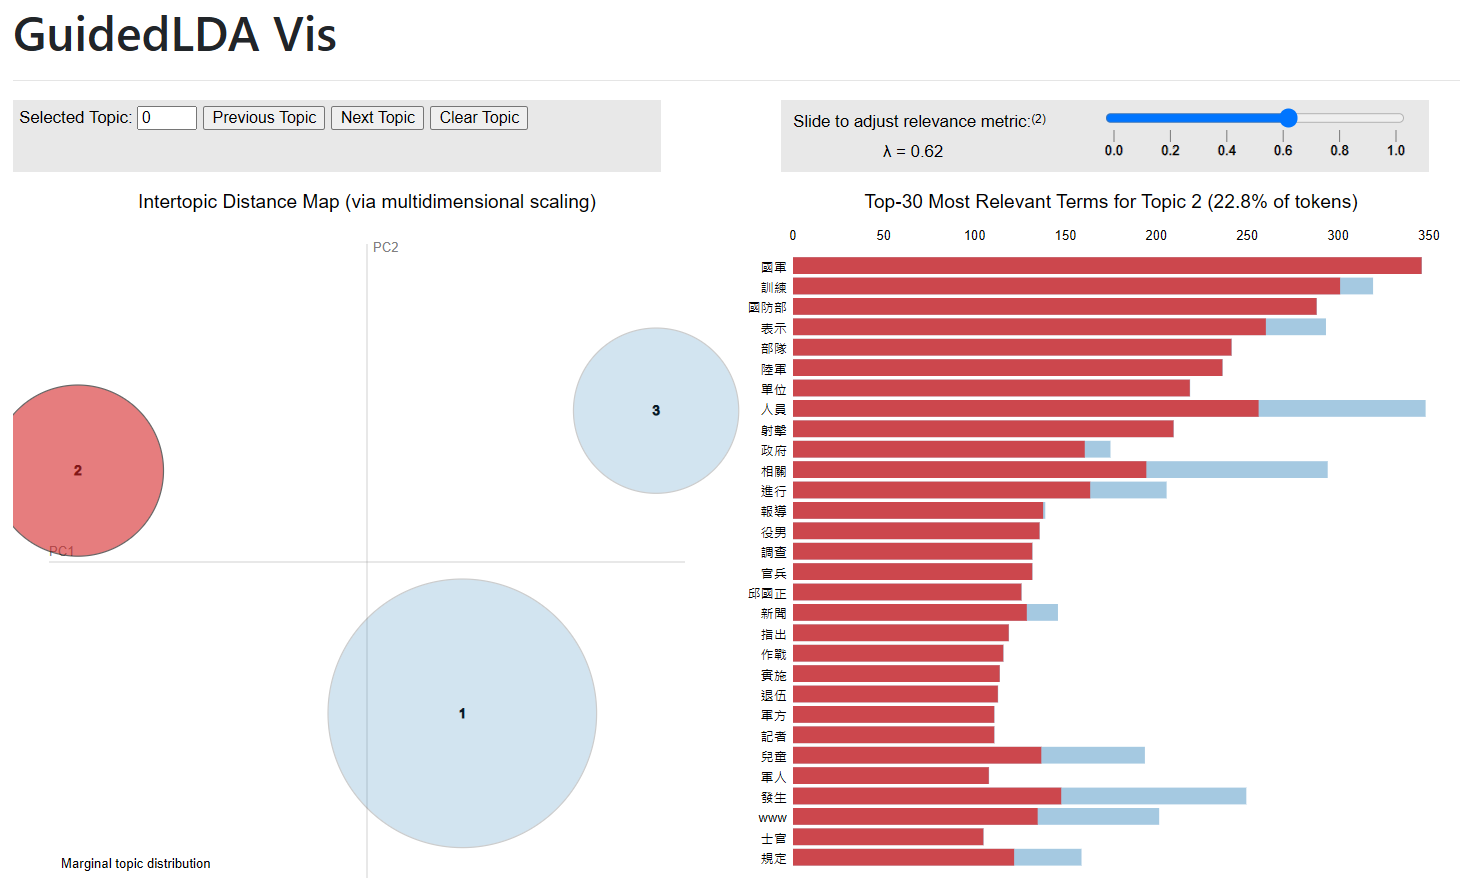 GuidedLDA Vis
Selected Topic: 0 Previous Topic Next Topic Clear Topic
Slide to adjust relevance metric:(2)
λ = 0.62
0.0 0.2 0.4 0.6 0.8 1.0
Intertopic Distance Map (via multidimensional scaling)
PC2
3
2
PC1
1
Marginal topic distribution
Top-30 Most Relevant Terms for Topic 2 (22.8% of tokens)
0 50 100 150 200 250 300 350
國軍
訓練
國防部
表示
部隊
陸軍
單位
人員
射擊
政府
相關
進行
報導
役男
調查
官兵
邱國正
新聞
指出
作戰
實施
退伍
軍方
記者
兒童
軍人
發生
www
士官
規定